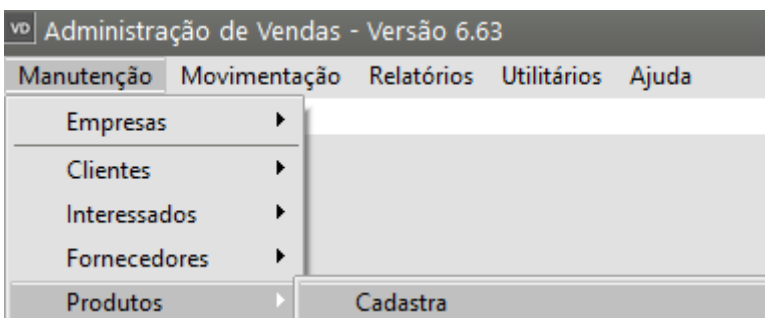 VD Administração de Vendas - Versão 6.63
Manutenção Movimentação Relatórios Utilitários Ajuda
Empresas
Clientes
Interessados
Fornecedores
Produtos Cadastra